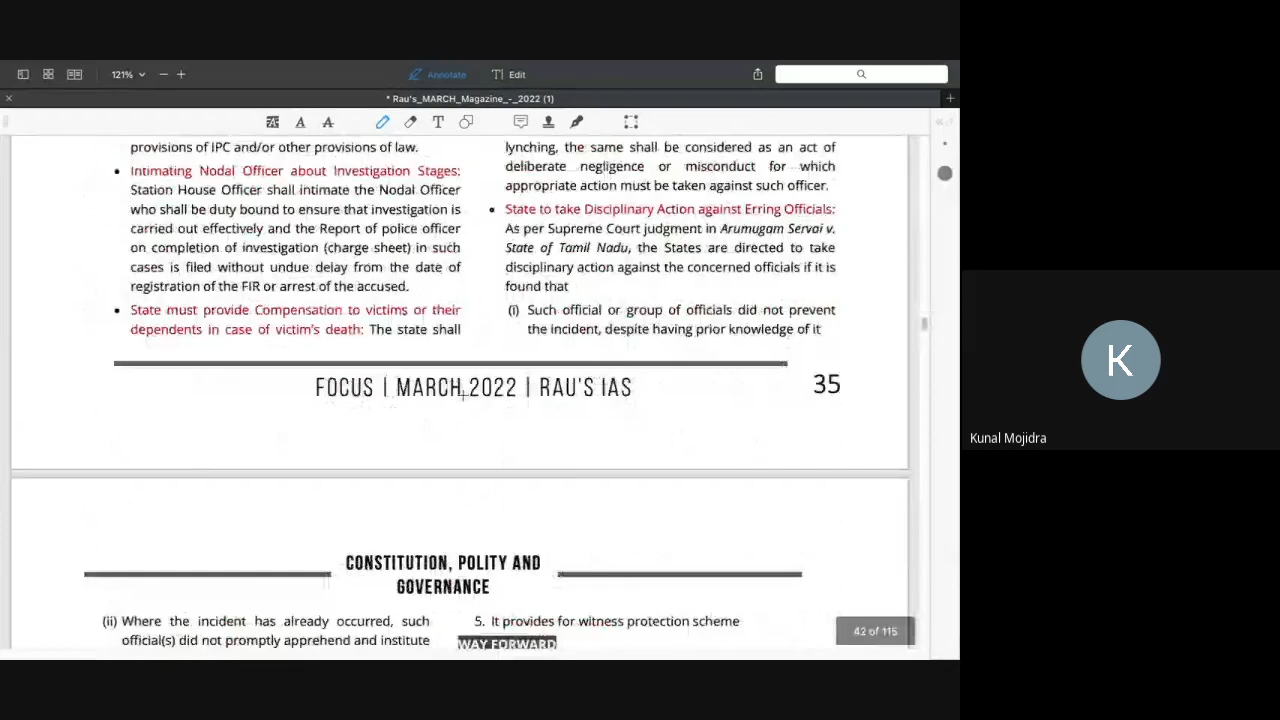 121%
Annotate
Edit
* Rau's_MARCH_Magazine_-_2022 (1)
provisions of IPC and/or other provisions of law.
• Intimating Nodal Officer about Investigation Stages:
Station House Officer shall intimate the Nodal Officer
who shall be duty bound to ensure that investigation is
carried out effectively and the Report of police officer
on completion of investigation (charge sheet) in such
cases is filed without undue delay from the date of
registration of the FIR or arrest of the accused.
• State must provide Compensation to victims or their
dependents in case of victim's death: The state shall
lynching, the same shall be considered as an act of
deliberate negligence or misconduct for which
appropriate action must be taken against such officer.
• State to take Disciplinary Action against Erring Officials:
As per Supreme Court judgment in Arumugam Servai v.
State of Tamil Nadu, the States are directed to take
disciplinary action against the concerned officials if it is
found that
(i) Such official or group of officials did not prevent
the incident, despite having prior knowledge of it
FOCUS | MARCH 2022 | RAU'S IAS
35
CONSTITUTION, POLITY AND
GOVERNANCE
(ii) Where the incident has already occurred, such
official(s) did not promptly apprehend and institute
5. It provides for witness protection scheme
WAY FORWARD
42 of 115
K
Kunal Mojidra